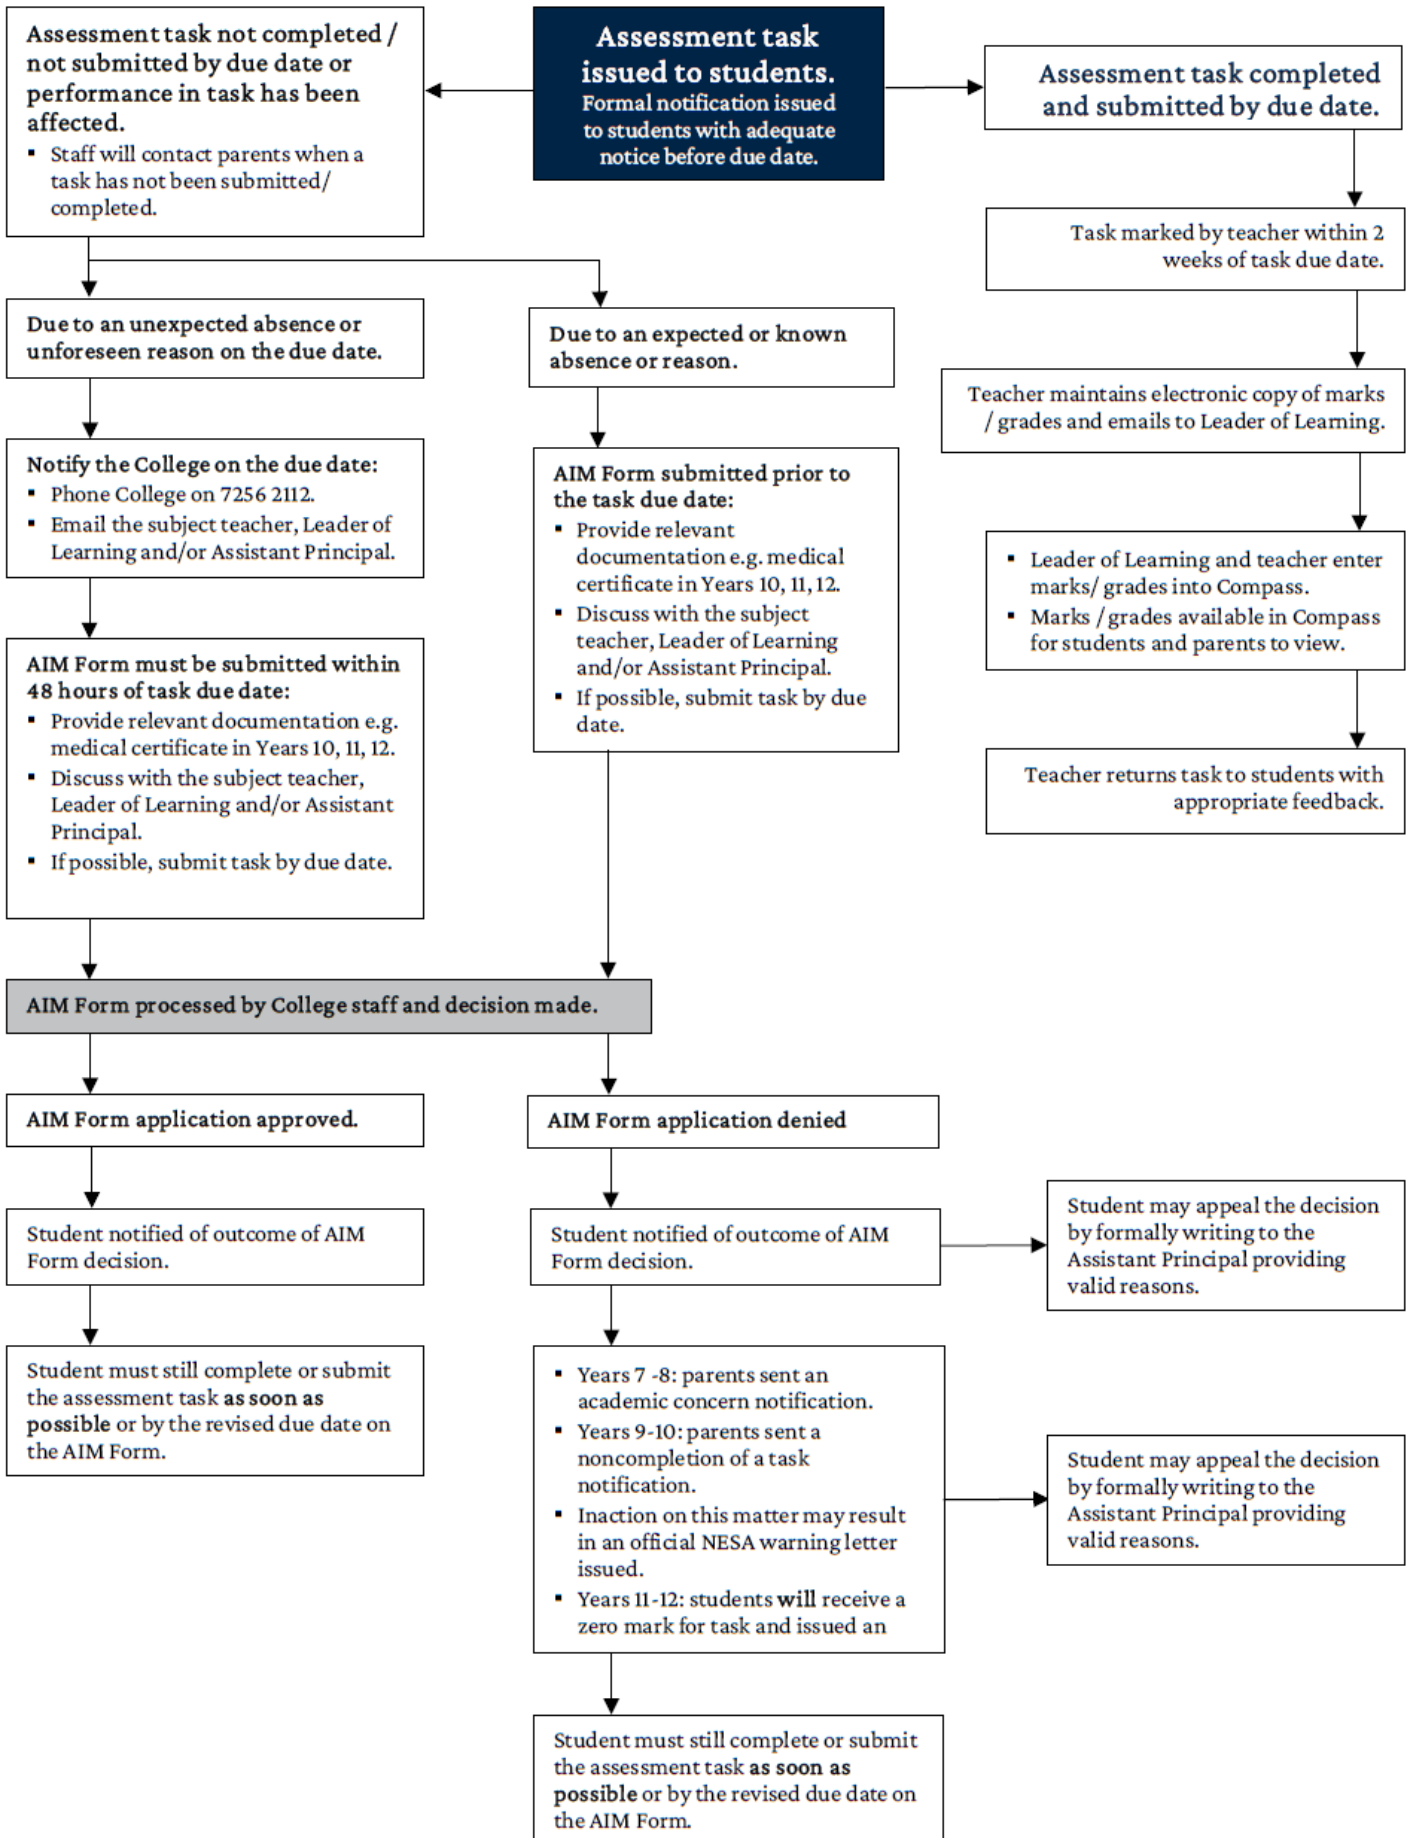 Assessment task not completed /
not submitted by due date or
performance in task has been
affected.
▪ Staff will contact parents when a
task has not been submitted/
completed.
Assessment task
issued to students.
Formal notification issued
to students with adequate
notice before due date.
Assessment task completed
and submitted by due date.
Task marked by teacher within 2
weeks of task due date.
Due to an unexpected absence or
unforeseen reason on the due date.
Due to an expected or known
absence or reason.
Teacher maintains electronic copy of marks
/ grades and emails to Leader of Learning.
Notify the College on the due date:
▪ Phone College on 7256 2112.
▪ Email the subject teacher, Leader of
Learning and/or Assistant Principal.
AIM Form submitted prior to
the task due date:
▪ Provide relevant
documentation e.g. medical
certificate in Years 10, 11, 12.
▪ Discuss with the subject
teacher, Leader of Learning
and/or Assistant Principal.
▪ If possible, submit task by due
date.
▪ Leader of Learning and teacher enter
marks/ grades into Compass.
▪ Marks / grades available in Compass
for students and parents to view.
AIM Form must be submitted within
48 hours of task due date:
▪ Provide relevant documentation e.g.
medical certificate in Years 10, 11, 12.
▪ Discuss with the subject teacher,
Leader of Learning and/or Assistant
Principal.
▪ If possible, submit task by due date.
Teacher returns task to students with
appropriate feedback.
AIM Form processed by College staff and decision made.
AIM Form application approved.
AIM Form application denied
Student notified of outcome of AIM
Form decision.
Student notified of outcome of AIM
Form decision.
Student may appeal the decision
by formally writing to the
Assistant Principal providing
valid reasons.
Student must still complete or submit
the assessment task as soon as
possible or by the revised due date on
the AIM Form.
▪ Years 7 -8: parents sent an
academic concern notification.
▪ Years 9-10: parents sent a
noncompletion of a task
notification.
▪ Inaction on this matter may result
in an official NESA warning letter
issued.
▪ Years 11-12: students will receive a
zero mark for task and issued an
Student may appeal the decision
by formally writing to the
Assistant Principal providing
valid reasons.
Student must still complete or submit
the assessment task as soon as
possible or by the revised due date on
the AIM Form.